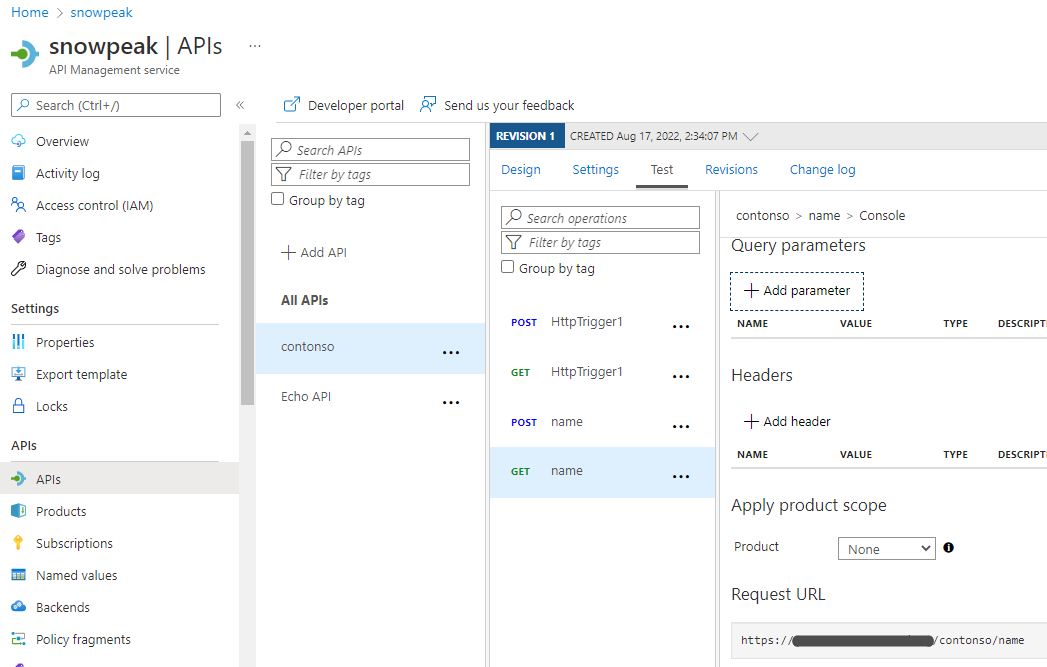 Home > snowpeak
snowpeak | APIs ...
API Management service
Search (Ctrl+/)
«
Overview
Activity log
Access control (IAM)
Tags
Diagnose and solve problems
Settings
Properties
Export template
Locks
APIs
APIs
Products
Subscriptions
Named values
Backends
Policy fragments
Developer portal
Send us your feedback
Search APIs
Filter by tags
Group by tag
+ Add API
All APIs
contonso ...
Echo API ...
REVISION 1 CREATED Aug 17, 2022, 2:34:07 PM
Design Settings Test Revisions Change log
Search operations
Filter by tags
Group by tag
POST HttpTrigger1 ...
GET HttpTrigger1 ...
POST name ...
GET name ...
contonso > name > Console
Query parameters
+ Add parameter
NAME VALUE TYPE DESCRIPTI
Headers
+ Add header
NAME VALUE TYPE DESCRIPTI
Apply product scope
Product None
Request URL
https:// /contonso/name